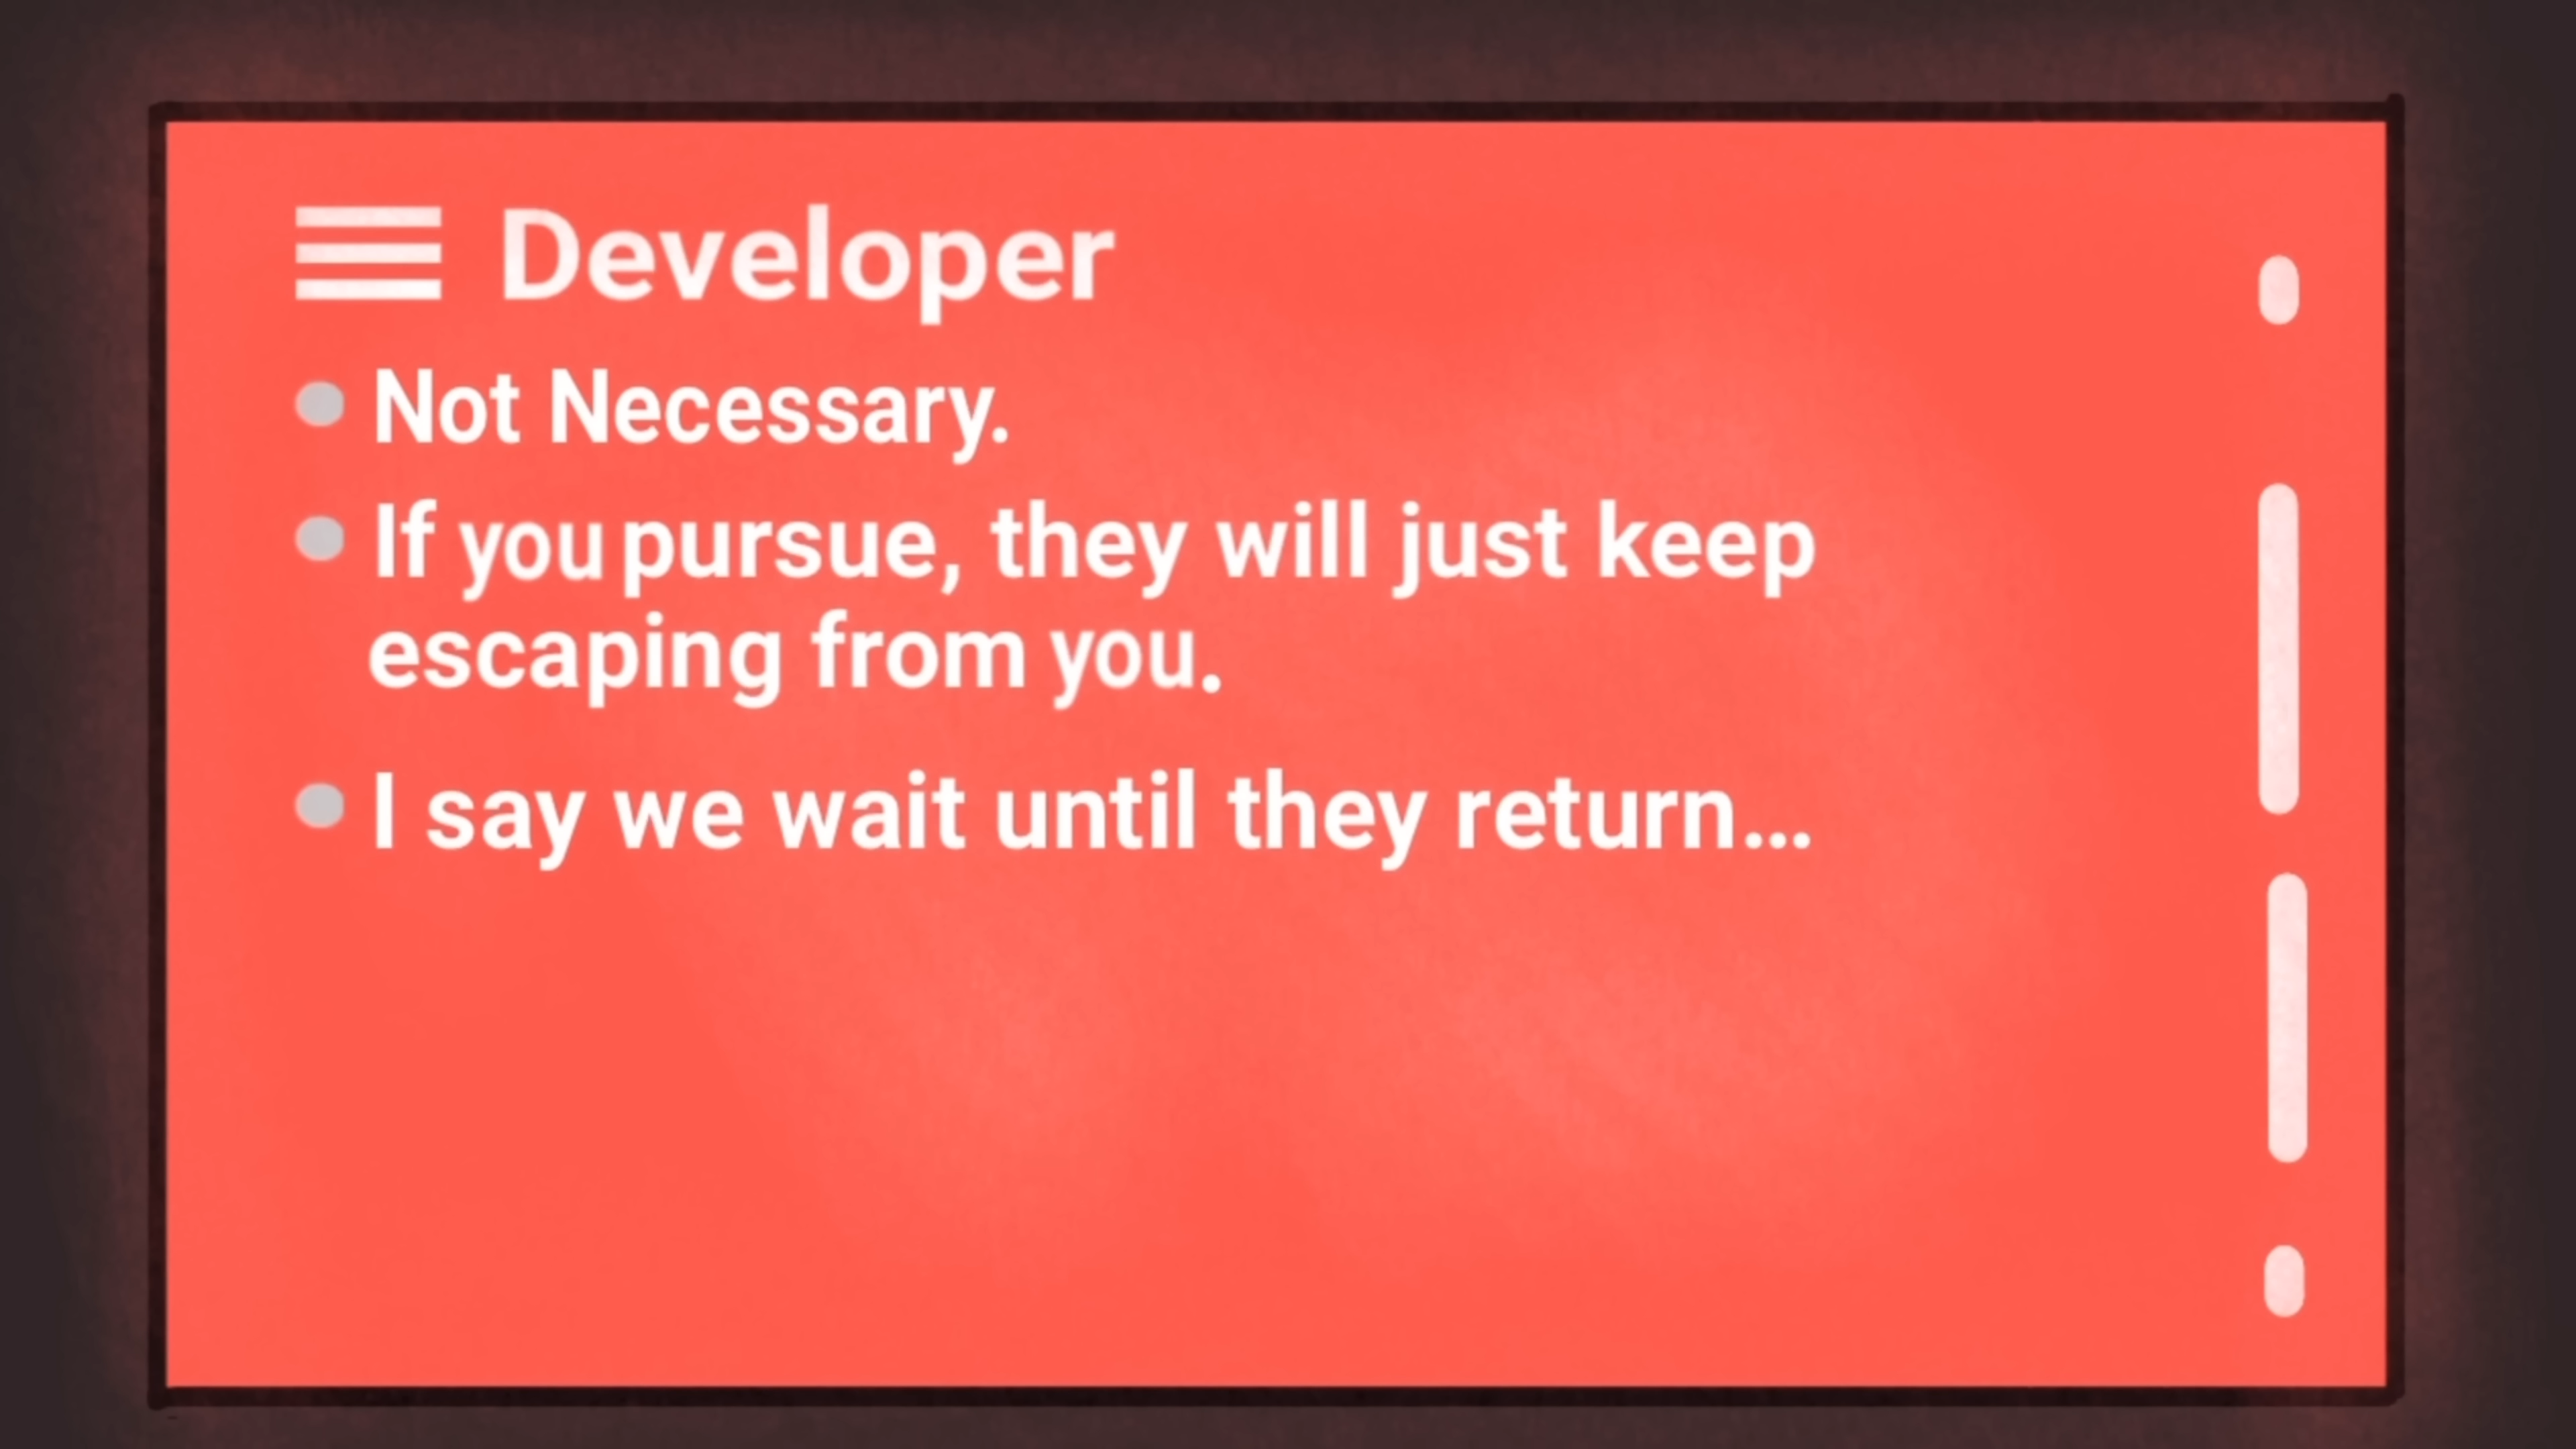 Developer
Not Necessary.
If you pursue, they will just keep
escaping from you.
I say we wait until they return...